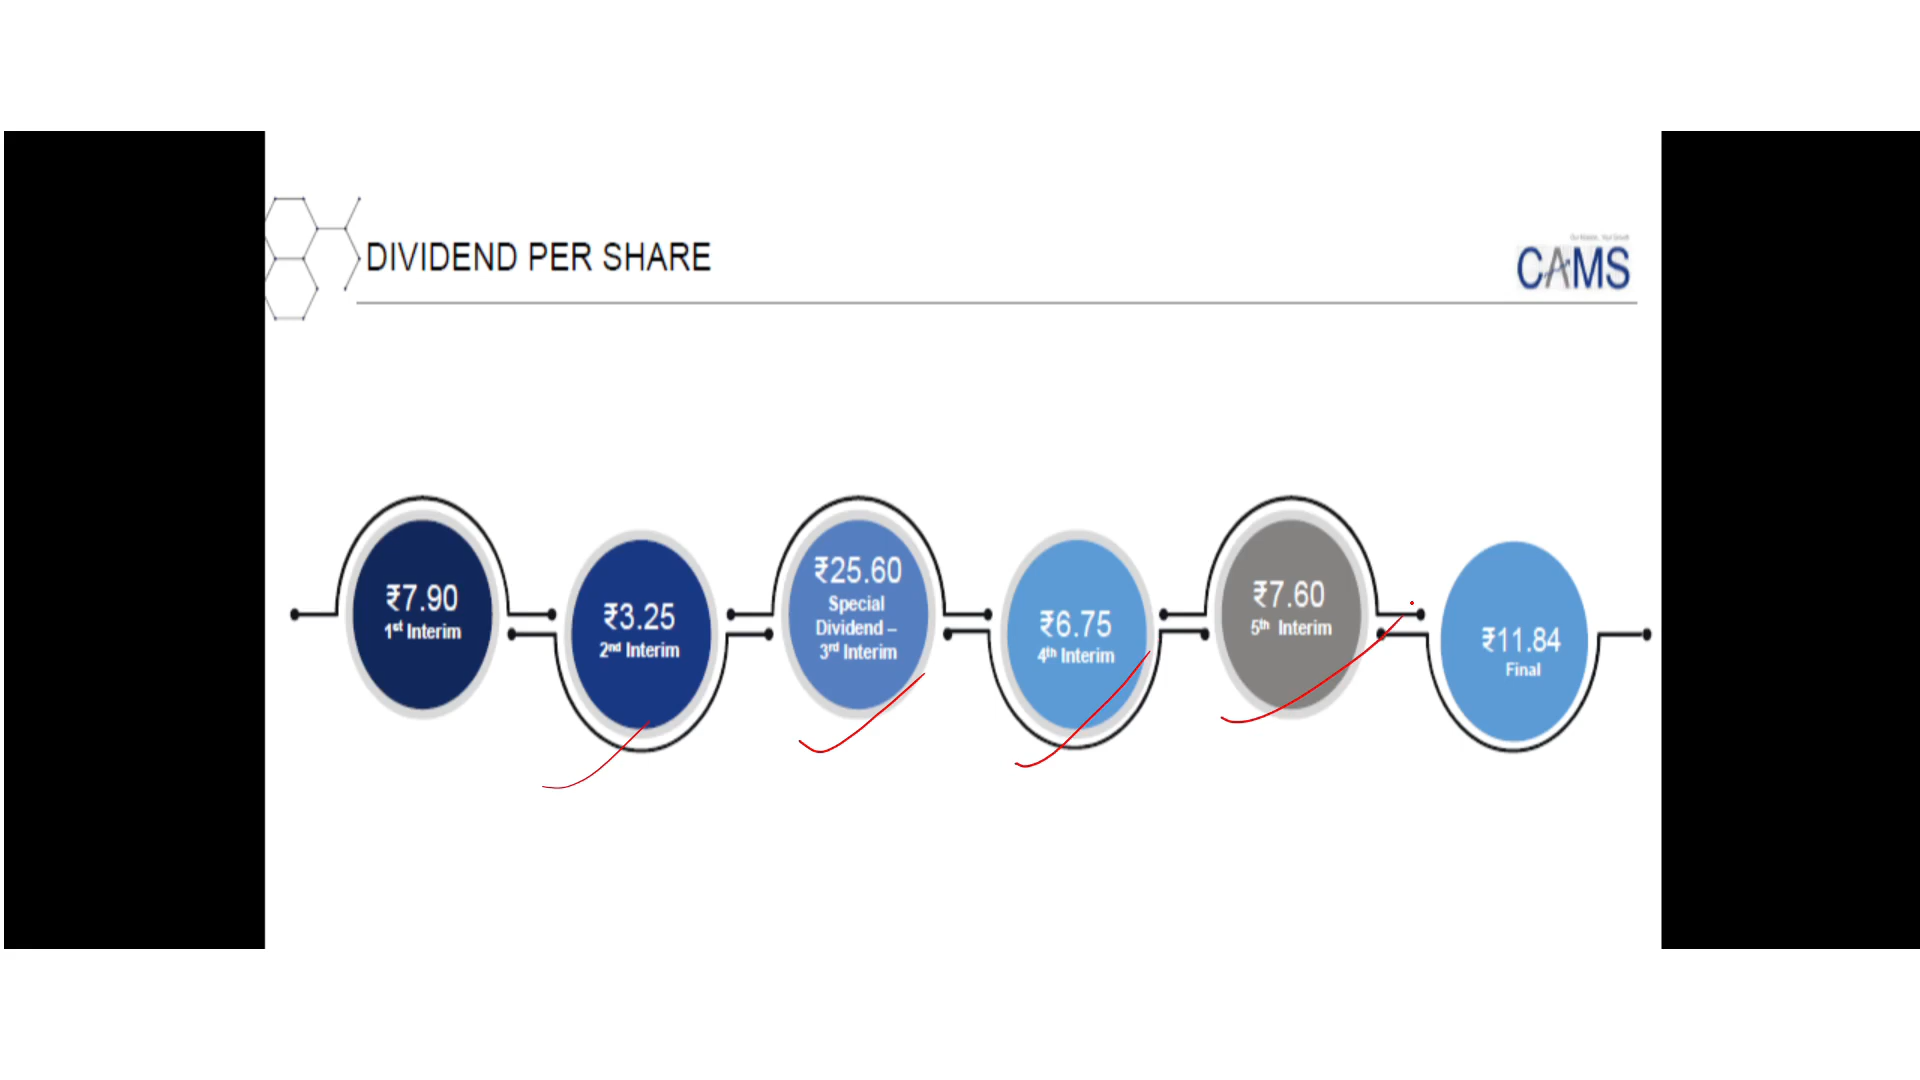 DIVIDEND PER SHARE
CAMS
₹7.90
1st Interim
₹3.25
2nd Interim
₹25.60
Special
Dividend –
3rd Interim
₹6.75
4th Interim
₹7.60
5th Interim
₹11.84
Final